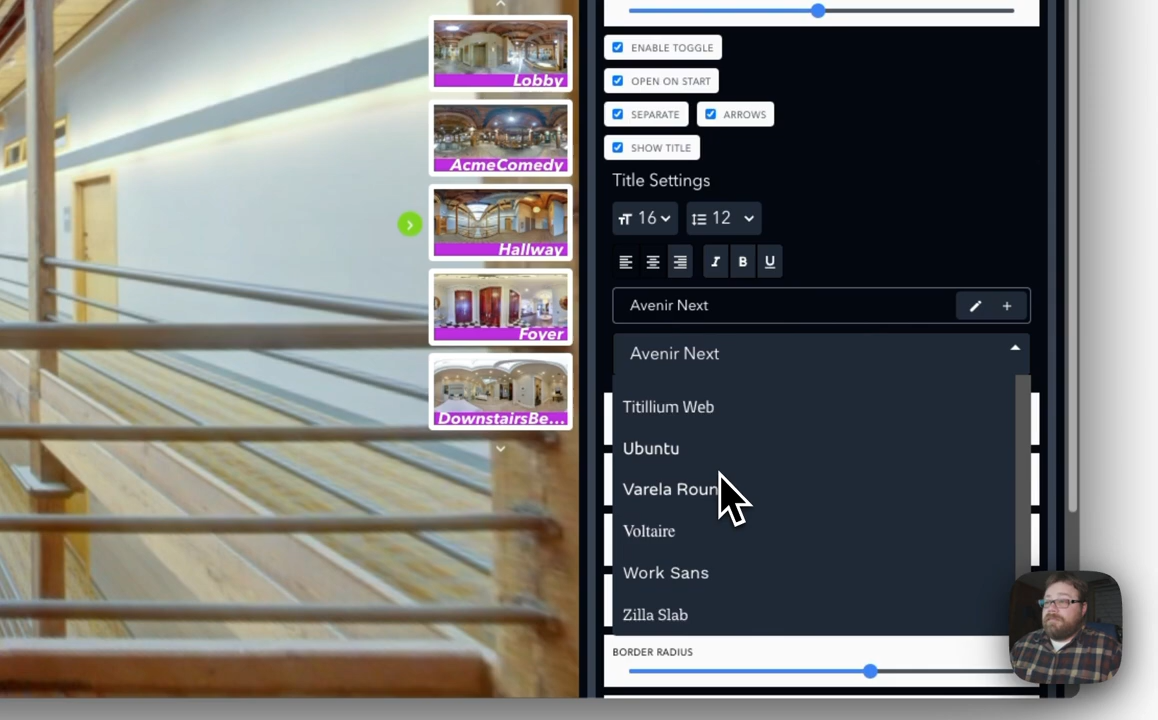 Lobby
AcmeComedy
Hallway
Foyer
DownstairsBe...
ENABLE TOGGLE
OPEN ON START
SEPARATE
ARROWS
SHOW TITLE
Title Settings
16
12
I B U
Avenir Next
Avenir Next
Titillium Web
Ubuntu
Varela Roun
Voltaire
Work Sans
Zilla Slab
BORDER RADIUS